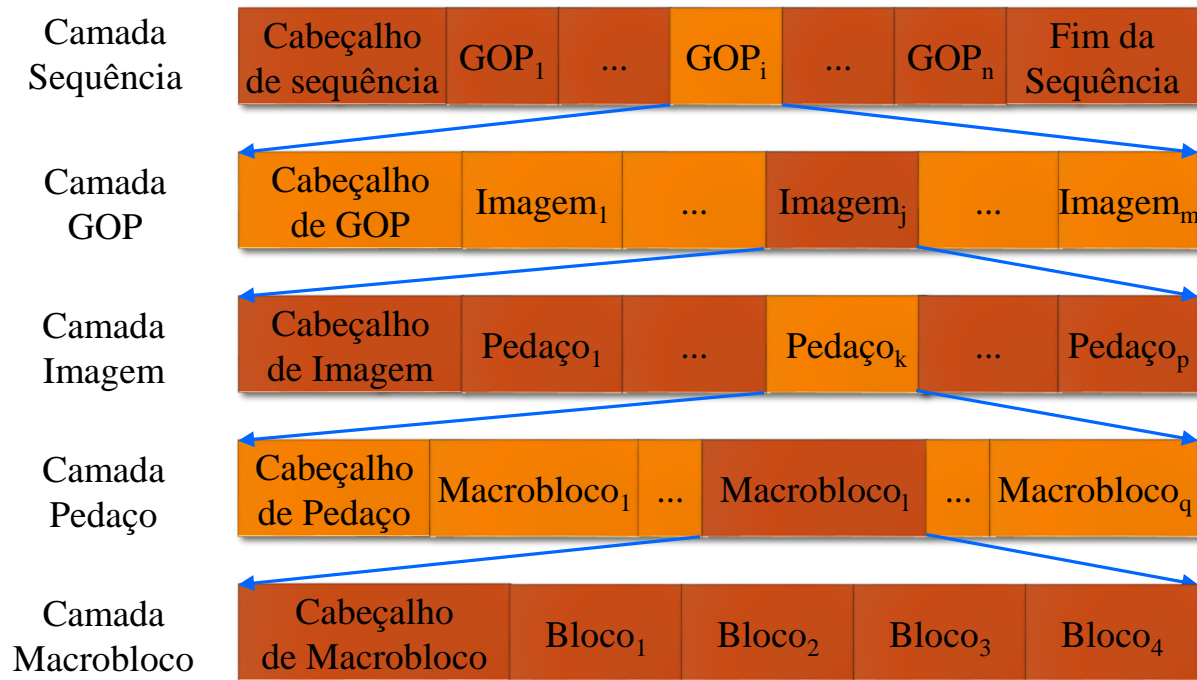 Camada
Sequência
Cabeçalho
de sequência
GOP₁
...
GOPᵢ
...
GOPₙ
Fim da
Sequência
Camada
GOP
Cabeçalho
de GOP
Imagem₁
...
Imagemⱼ
...
Imagemₘ
Camada
Imagem
Cabeçalho
de Imagem
Pedaço₁
...
Pedaçoₖ
...
Pedaçoₚ
Camada
Pedaço
Cabeçalho
de Pedaço
Macrobloco₁
...
Macroblocoₗ
...
Macrobloco_q
Camada
Macrobloco
Cabeçalho
de Macrobloco
Bloco₁
Bloco₂
Bloco₃
Bloco₄